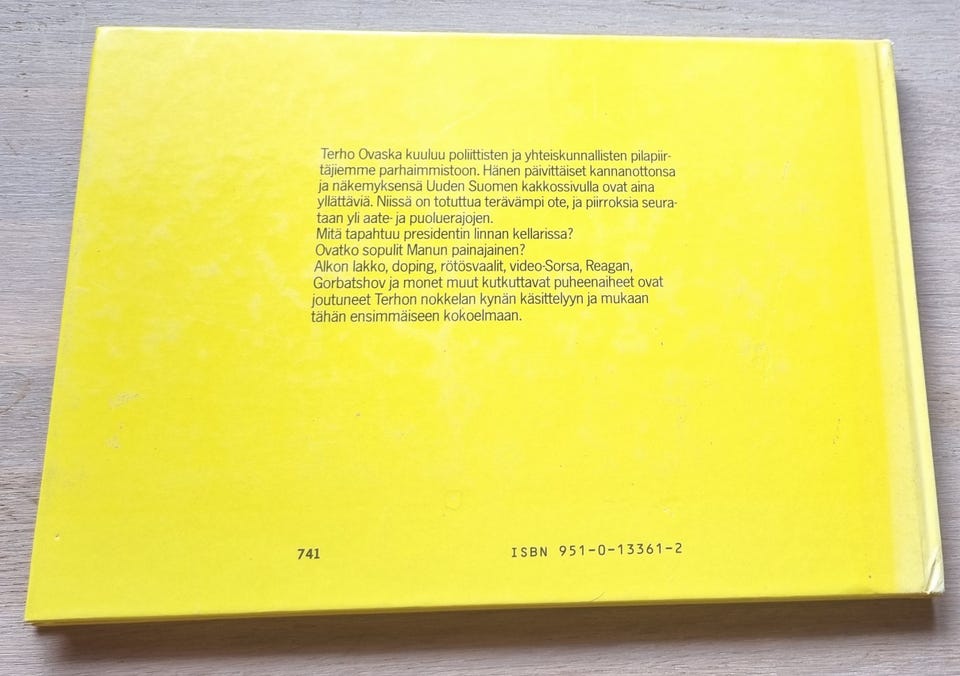 Terho Ovaska kuuluu poliittisten ja yhteiskunnallisten pilapiir-
täjiemme parhaimmistoon. Hänen päivittäiset kannanottonsa
ja näkemyksensä Uuden Suomen kakkossivulla ovat aina
yllättäviä. Niissä on totuttua terävämpi ote, ja piirroksia seura-
taan yli aate- ja puoluerajojen.
Mitä tapahtuu presidentin linnan kellarissa?
Ovatko sopulit Manun painajainen?
Alkon lakko, doping, rötösvaalit, video-Sorsa, Reagan,
Gorbatshov ja monet muut kutkuttavat puheenaiheet ovat
joutuneet Terhon nokkelan kynän käsittelyyn ja mukaan
tähän ensimmäiseen kokoelmaan.
741
ISBN 951-0-13361-2